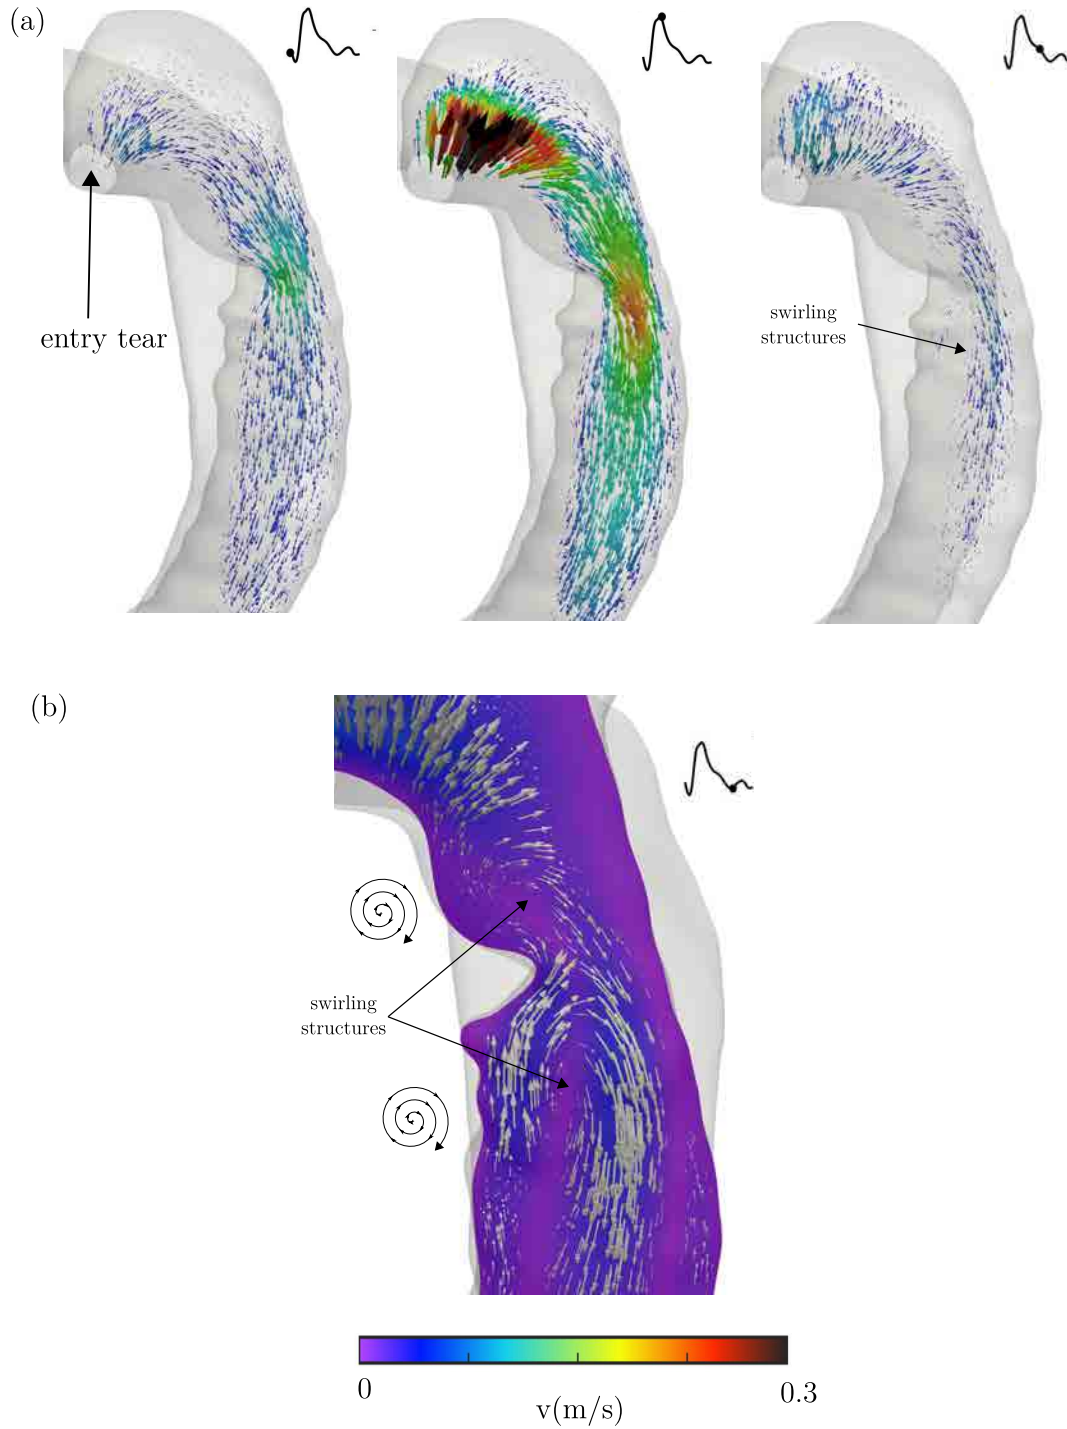 (a)
entry tear
swirling
structures
(b)
swirling
structures
0
0.3
v(m/s)